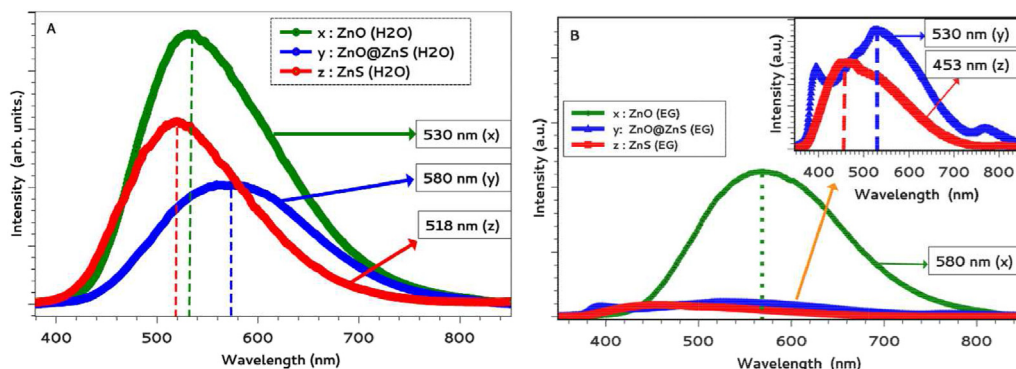 A
x : ZnO (H2O)
y : ZnO@ZnS (H2O)
z : ZnS (H2O)
530 nm (x)
580 nm (y)
518 nm (z)
Intensity (arb. units.)
400 500 600 700 800
Wavelength (nm)
B
x : ZnO (EG)
y: ZnO@ZnS (EG)
z : ZnS (EG)
530 nm (y)
453 nm (z)
Intensity (a.u.)
400 500 600 700 800
Wavelength (nm)
580 nm (x)
Intensity (a.u.)
400 500 600 700 800
Wavelength (nm)